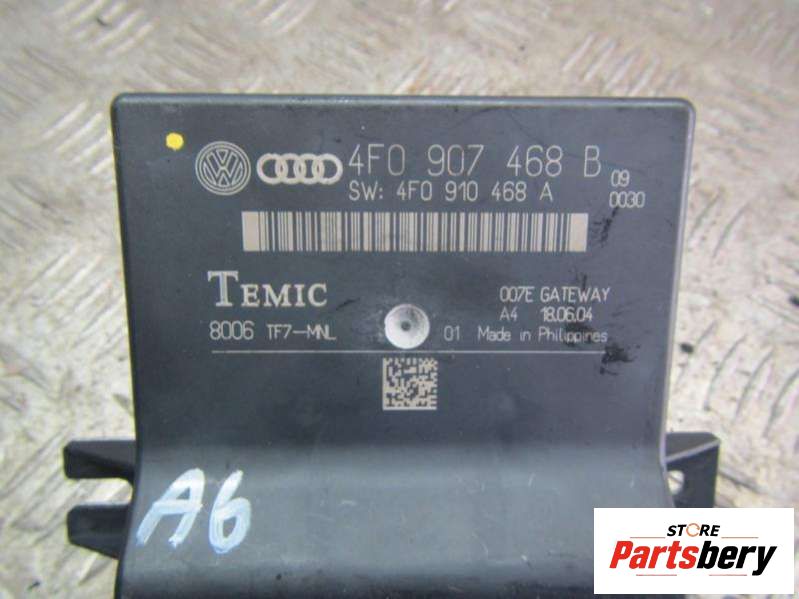 4F0 907 468 B 09
SW: 4F0 910 468 A 0030
TEMIC 007E GATEWAY
A4 18.06.04
8006 TF7-MNL 01 Made in Philippines
A6
STORE
Partsbery